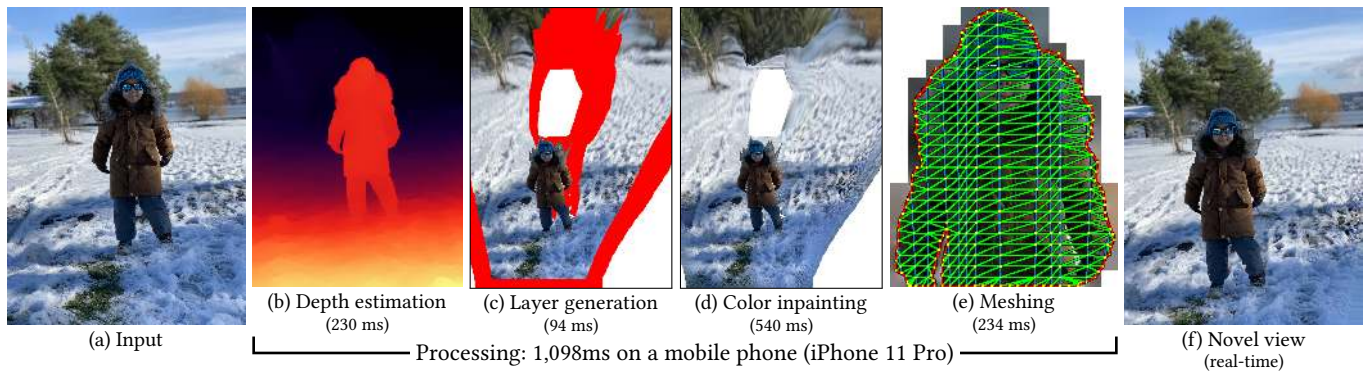 (a) Input
(b) Depth estimation
(230 ms)
(c) Layer generation
(94 ms)
(d) Color inpainting
(540 ms)
(e) Meshing
(234 ms)
(f) Novel view
(real-time)
Processing: 1,098ms on a mobile phone (iPhone 11 Pro)